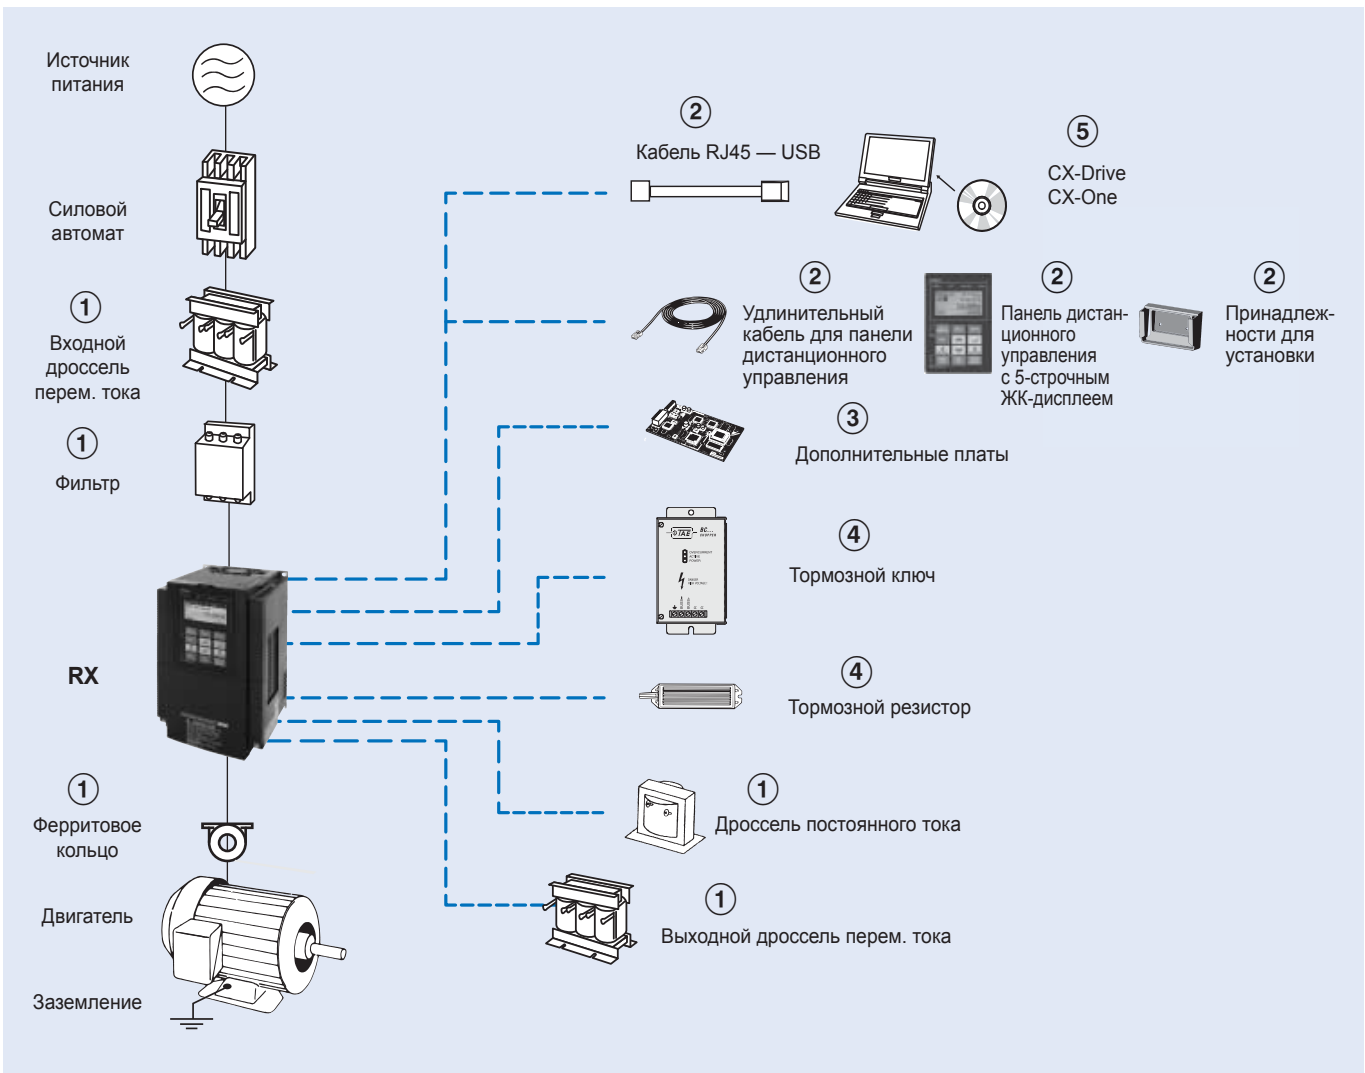 Источник
питания
Силовой
автомат
1
Входной
дроссель
перем. тока
1
Фильтр
RX
1
Ферритовое
кольцо
Двигатель
Заземление
2
Кабель RJ45 — USB
5
CX-Drive
CX-One
2
Удлинительный
кабель для панели
дистанционного
управления
2
Панель дистан-
ционного
управления
с 5-строчным
ЖК-дисплеем
2
Принадлеж-
ности для
установки
3
Дополнительные платы
4
Тормозной ключ
4
Тормозной резистор
1
Дроссель постоянного тока
1
Выходной дроссель перем. тока